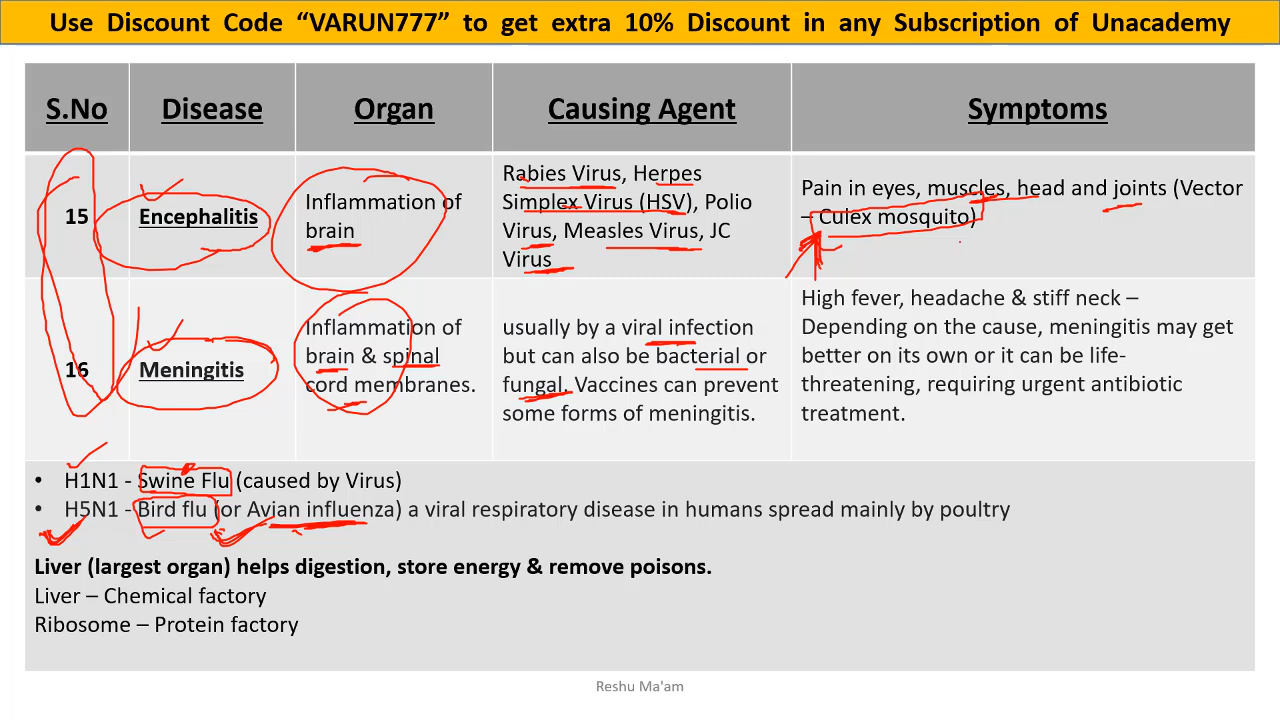 Use Discount Code “VARUN777” to get extra 10% Discount in any Subscription of Unacademy
S.No Disease Organ Causing Agent Symptoms
15
Encephalitis
Inflammation of
brain
Rabies Virus, Herpes
Simplex Virus (HSV), Polio
Virus, Measles Virus, JC
Virus
Pain in eyes, muscles, head and joints (Vector
– Culex mosquito)
16
Meningitis
Inflammation of
brain & spinal
cord membranes.
usually by a viral infection
but can also be bacterial or
fungal. Vaccines can prevent
some forms of meningitis.
High fever, headache & stiff neck –
Depending on the cause, meningitis may get
better on its own or it can be life-
threatening, requiring urgent antibiotic
treatment.
• H1N1 - Swine Flu (caused by Virus)
• H5N1 - Bird flu (or Avian influenza) a viral respiratory disease in humans spread mainly by poultry
Liver (largest organ) helps digestion, store energy & remove poisons.
Liver – Chemical factory
Ribosome – Protein factory
Reshu Ma'am